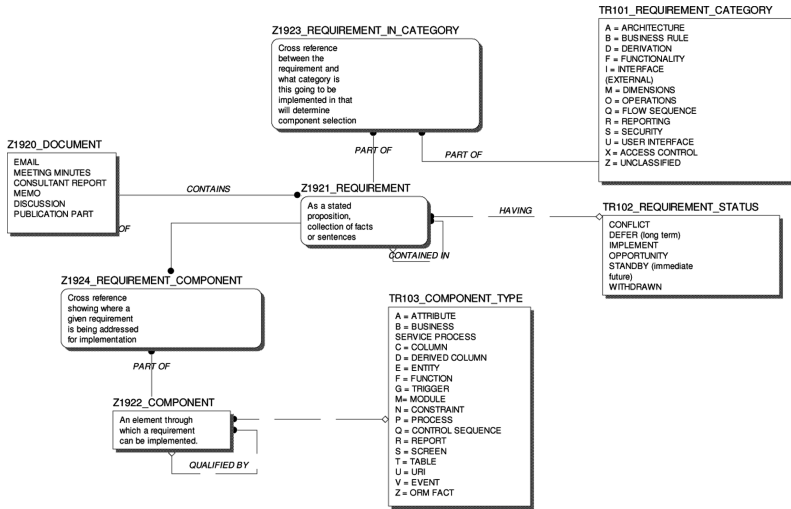 TR101_REQUIREMENT_CATEGORY
A = ARCHITECTURE
B = BUSINESS RULE
D = DERIVATION
F = FUNCTIONALITY
I = INTERFACE
(EXTERNAL)
M = DIMENSIONS
O = OPERATIONS
Q = FLOW SEQUENCE
R = REPORTING
S = SECURITY
U = USER INTERFACE
X = ACCESS CONTROL
Z = UNCLASSIFIED
Z1923_REQUIREMENT_IN_CATEGORY
Cross reference
between the
requirement and
what category is
this going to be
implemented in that
will determine
component selection
PART OF
PART OF
Z1920_DOCUMENT
EMAIL
MEETING MINUTES
CONSULTANT REPORT
MEMO
DISCUSSION
PUBLICATION PART
OF
CONTAINS
Z1921_REQUIREMENT
As a stated
proposition,
collection of facts
or sentences
CONTAINED IN
HAVING
TR102_REQUIREMENT_STATUS
CONFLICT
DEFER (long term)
IMPLEMENT
OPPORTUNITY
STANDBY (immediate
future)
WITHDRAWN
Z1924_REQUIREMENT_COMPONENT
Cross reference
showing where a
given requirement
is being addressed
for implementation
PART OF
Z1922_COMPONENT
An element through
which a requirement
can be implemented.
QUALIFIED BY
TR103_COMPONENT_TYPE
A = ATTRIBUTE
B = BUSINESS
SERVICE PROCESS
C = COLUMN
D = DERIVED COLUMN
E = ENTITY
F = FUNCTION
G = TRIGGER
M= MODULE
N = CONSTRAINT
P = PROCESS
Q = CONTROL SEQUENCE
R = REPORT
S = SCREEN
T = TABLE
U = URI
V = EVENT
Z = ORM FACT